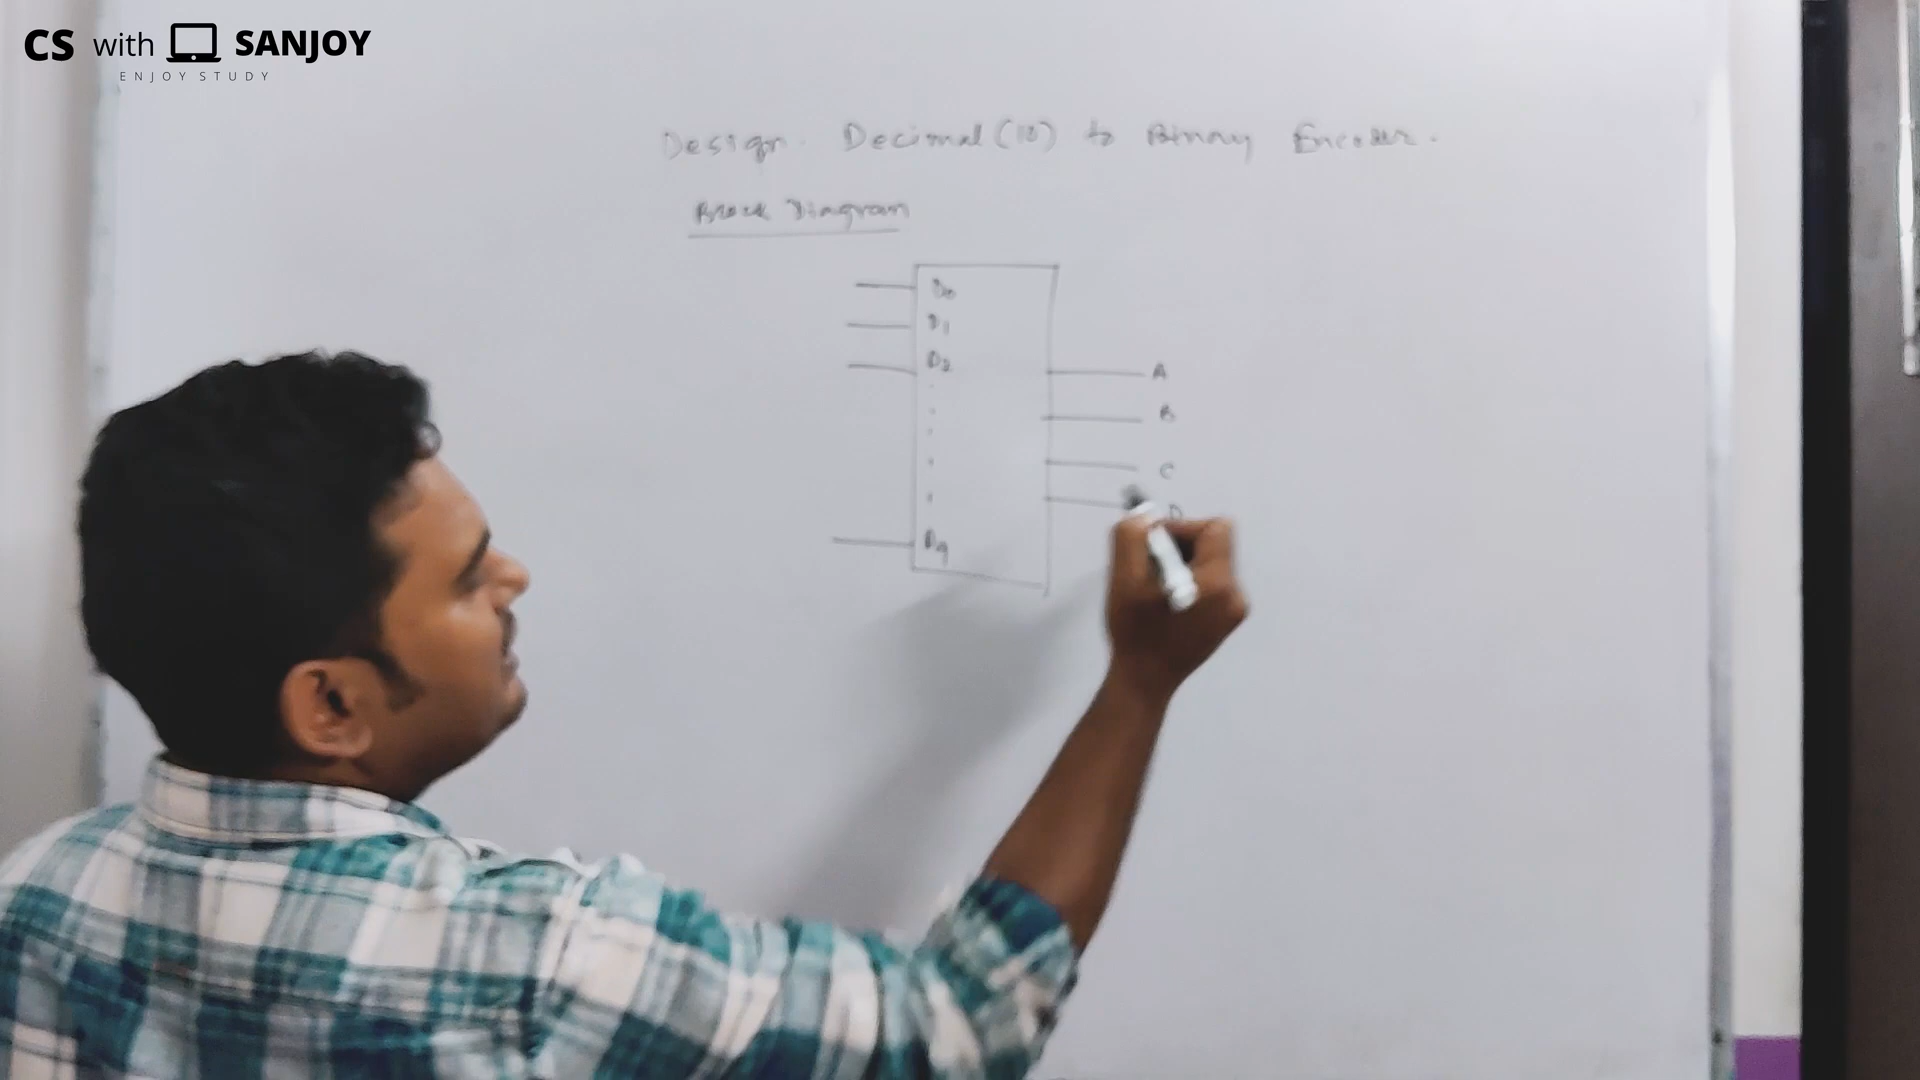 CS with SANJOY
ENJOY STUDY
Design. Decimal (10) to Binary Encoder.
Block Diagram
D0
D1
D2
A
B
C
D
D9